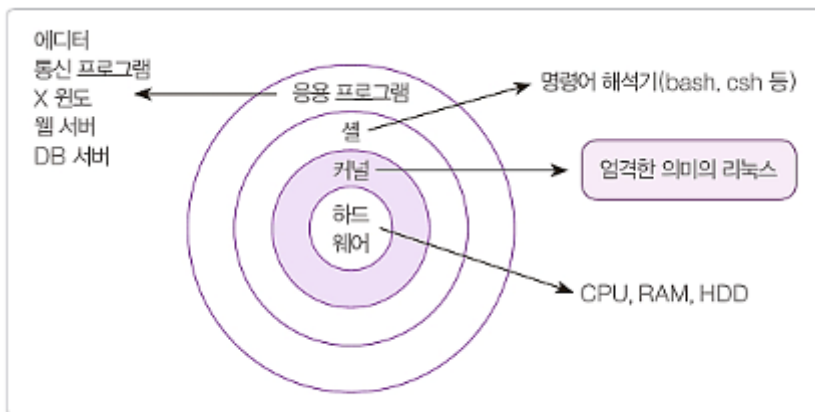 에디터
통신 프로그램
X 윈도
웹 서버
DB 서버
응용 프로그램
셸
커널
하드
웨어
명령어 해석기(bash, csh 등)
엄격한 의미의 리눅스
CPU, RAM, HDD